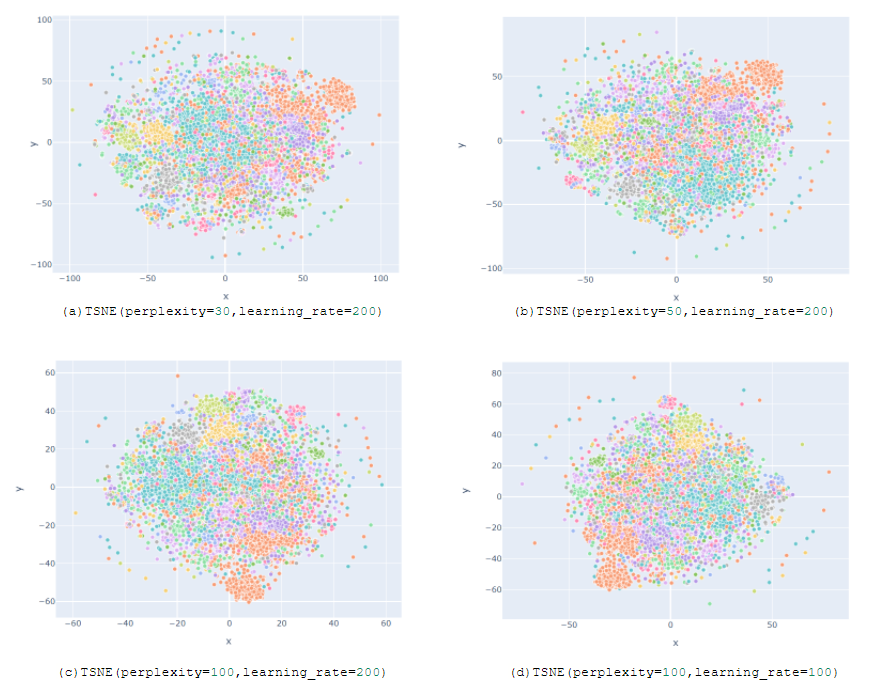 100
50
y
0
−50
−100
−100 −50 0 50 100
x
(a)TSNE(perplexity=30,learning_rate=200)
50
y
0
−50
−100
−50 0 50
x
(b)TSNE(perplexity=50,learning_rate=200)
60
40
20
y
0
−20
−40
−60
−60 −40 −20 0 20 40 60
x
(c)TSNE(perplexity=100,learning_rate=200)
80
60
40
20
y
0
−20
−40
−60
−50 0 50
x
(d)TSNE(perplexity=100,learning_rate=100)